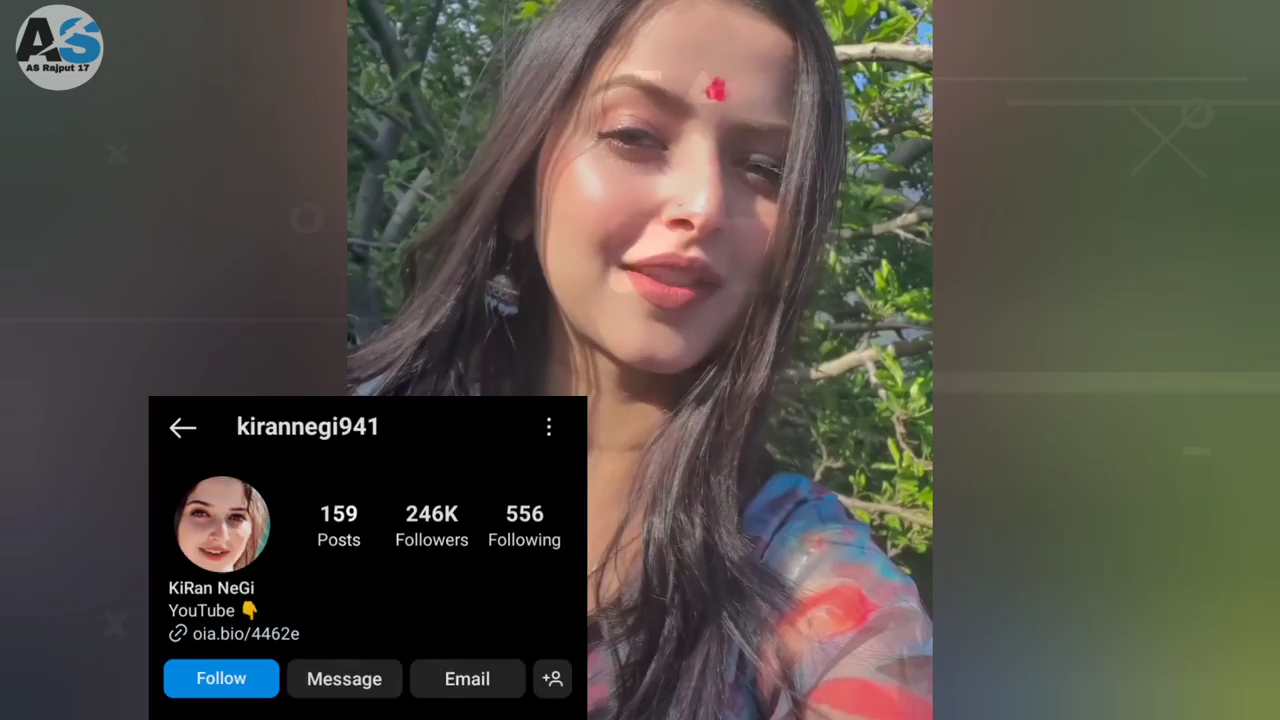 AS
AS Rajput 17
kirannegi941
159 246K 556
Posts Followers Following
KiRan NeGi
YouTube 👇
oia.bio/4462e
Follow Message Email